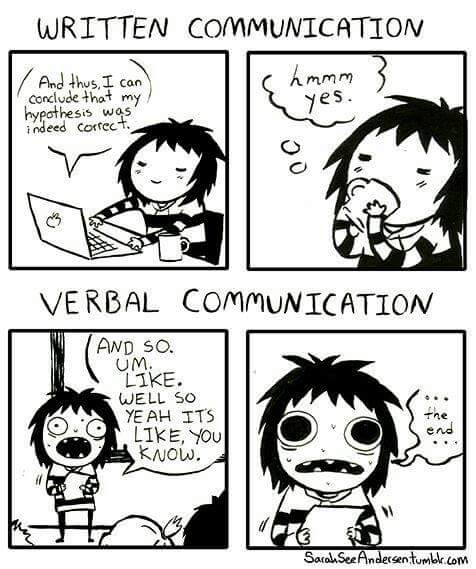 WRITTEN COMMUNICATION
And thus, I can
conclude that my
hypothesis was
indeed correct.
hmmm
yes.
VERBAL COMMUNICATION
AND SO.
UM.
LIKE.
WELL SO
YEAH ITS
LIKE, YOU
KNOW.
...
the
end
....
SarahSeeAndersen.tumblr.com